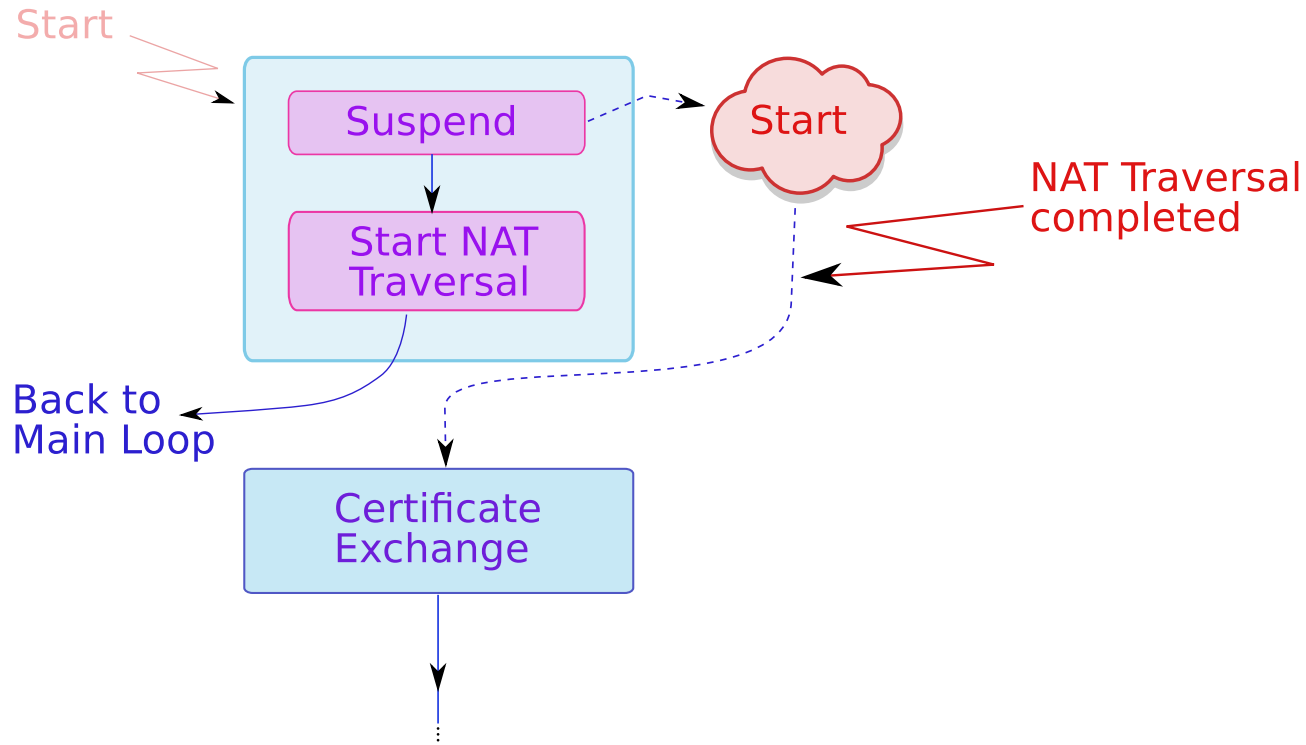 Start
Suspend
Start
NAT Traversal
completed
Start NAT
Traversal
Back to
Main Loop
Certificate
Exchange